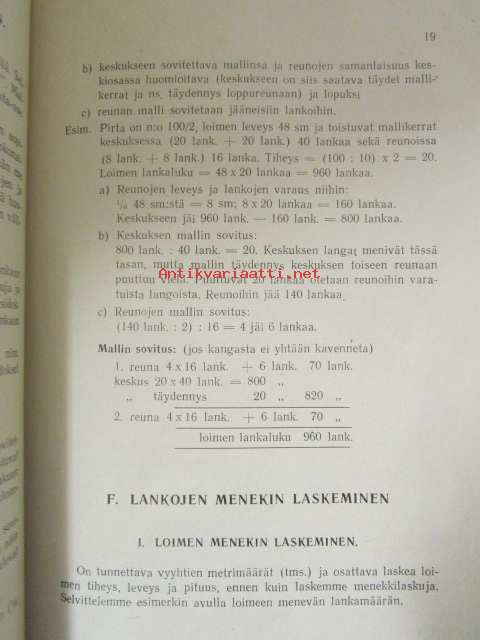 19
b) keskukseen sovitettava mallinsa ja reunojen samanlaisuus kes-
kiosassa huomioitava (keskukseen on siis saatava täydet malli-
kerrat ja ns. täydennys loppureunaan) ja lopuksi
c) reunan malli sovitetaan jääneisiin lankoihin.
Esim. Pirta on n:o 100/2, loimen leveys 48 sm ja toistuvat mallikerrat
keskuksessa (20 lank. + 20 lank.) 40 lankaa sekä reunoissa
(8 lank. + 8 lank.) 16 lanka. Tiheys = (100 : 10) x 2 = 20.
Loimen lankaluku = 48 x 20 lankaa = 960 lankaa.
a) Reunojen leveys ja lankojen varaus niihin:
1/6 48 sm:stä = 8 sm; 8 x 20 lankaa = 160 lankaa.
Keskukseen jäi 960 lank. — 160 lank. = 800 lankaa.
b) Keskuksen mallin sovitus:
800 lank. : 40 lank. = 20. Keskuksen langat menivät tässä
tasan, mutta mallin täydennys keskuksen toiseen reunaan
puuttuu vielä. Puuttuvat 20 lankaa otetaan reunoihin vara-
tuista langoista. Reunoihin jää 140 lankaa.
Antikvariaatti.net
c) Reunojen mallin sovitus:
(140 lank. : 2) : 16 = 4 jäi 6 lankaa.
Mallin sovitus: (jos kangasta ei yhtään kavenneta)
1. reuna 4 x 16 lank. + 6 lank. 70 lank.
keskus 20 x 40 lank. = 800 „
„ täydennys 20 „ 820 „
2. reuna 4 x 16 lank. + 6 lank. 70 „
loimen lankaluku 960 lank.
F. LANKOJEN MENEKIN LASKEMINEN
1. LOIMEN MENEKIN LASKEMINEN.
On tunnettava vyyhtien metrimäärät (tms.) ja osattava laskea loi-
men tiheys, leveys ja pituus, ennen kuin laskemme menekkilaskuja.
Selvittelemme esimerkin avulla loimeen menevän lankamäärän.